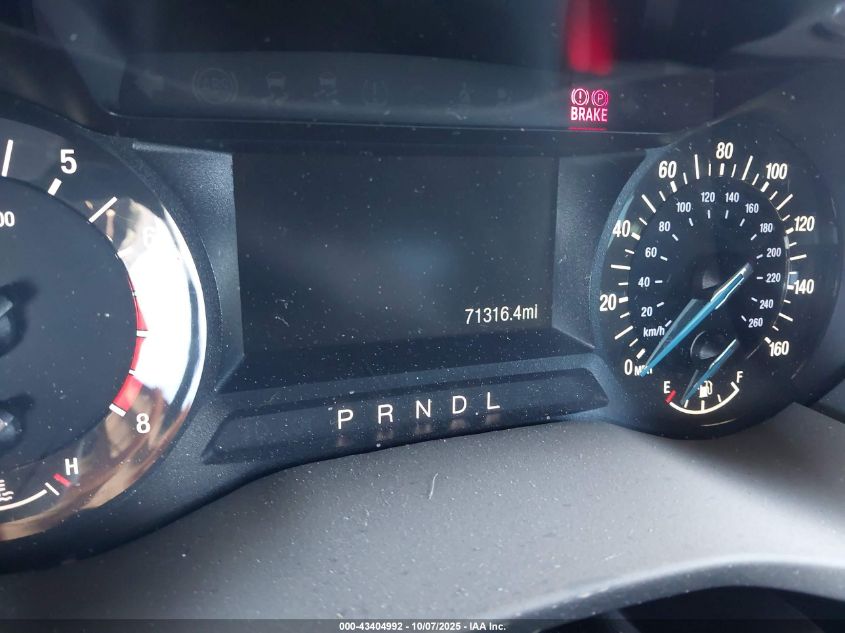 BRAKE
5
6
8
00
H
71316.4mi
P R N D L
0 20 40 60 80 100 120 140 160
MPH
20 40 60 80 100 120 140 160 180 200 220 240 260
km/h
E F
000-43404992 - 10/07/2025 - IAA Inc.